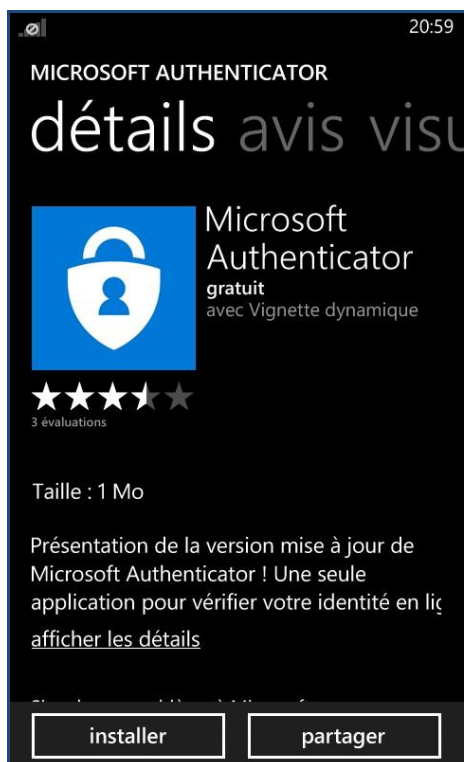 20:59
MICROSOFT AUTHENTICATOR
détails avis visu
Microsoft
Authenticator
gratuit
avec Vignette dynamique
3 évaluations
Taille : 1 Mo
Présentation de la version mise à jour de
Microsoft Authenticator ! Une seule
application pour vérifier votre identité en lig
afficher les détails
installer partager